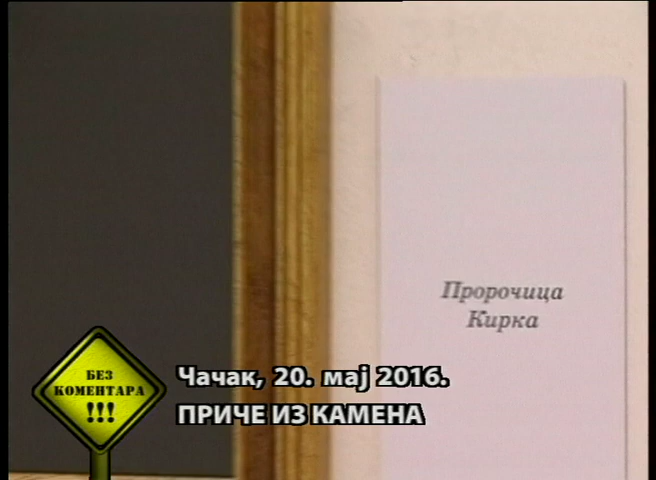 Пророчица
Кирка
БЕЗ
КОМЕНТАРА
!!!
Чачак, 20. мај 2016.
ПРИЧЕ ИЗ КАМЕНА